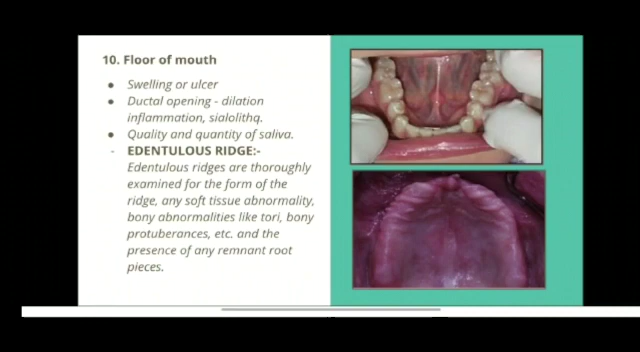 10. Floor of mouth
● Swelling or ulcer
● Ductal opening - dilation
inflammation, sialolithq.
● Quality and quantity of saliva.
- EDENTULOUS RIDGE:-
Edentulous ridges are thoroughly
examined for the form of the
ridge, any soft tissue abnormality,
bony abnormalities like tori, bony
protuberances, etc. and the
presence of any remnant root
pieces.